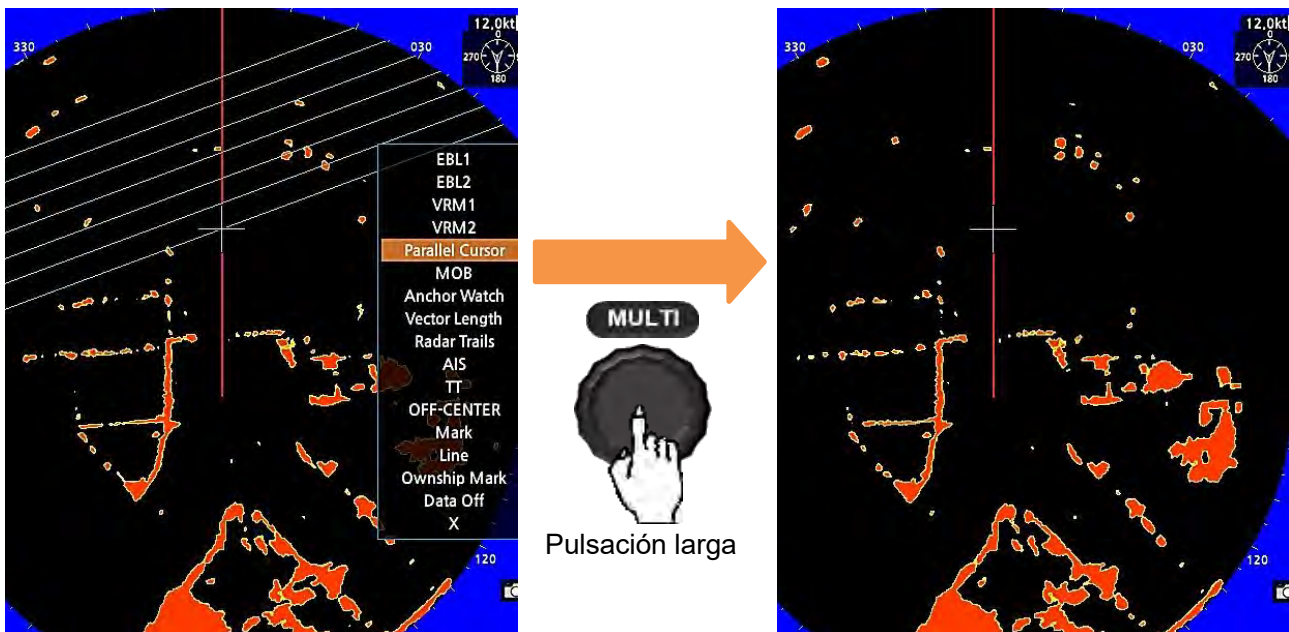 12,0kt
0
330
030
270
180
EBL1
EBL2
VRM1
VRM2
Parallel Cursor
MOB
Anchor Watch
Vector Length
Radar Trails
AIS
TT
OFF-CENTER
Mark
Line
Ownship Mark
Data Off
X
120
MULTI
Pulsación larga
12,0kt
0
330
030
270
180
120